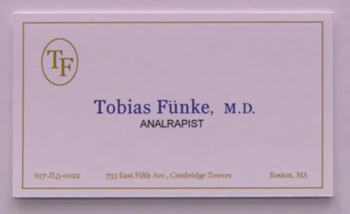 TF
Tobias Fünke, M.D.
ANALRAPIST
617-JL5-0022 733 East Fifth Ave., Cambridge Towers Boston, MA